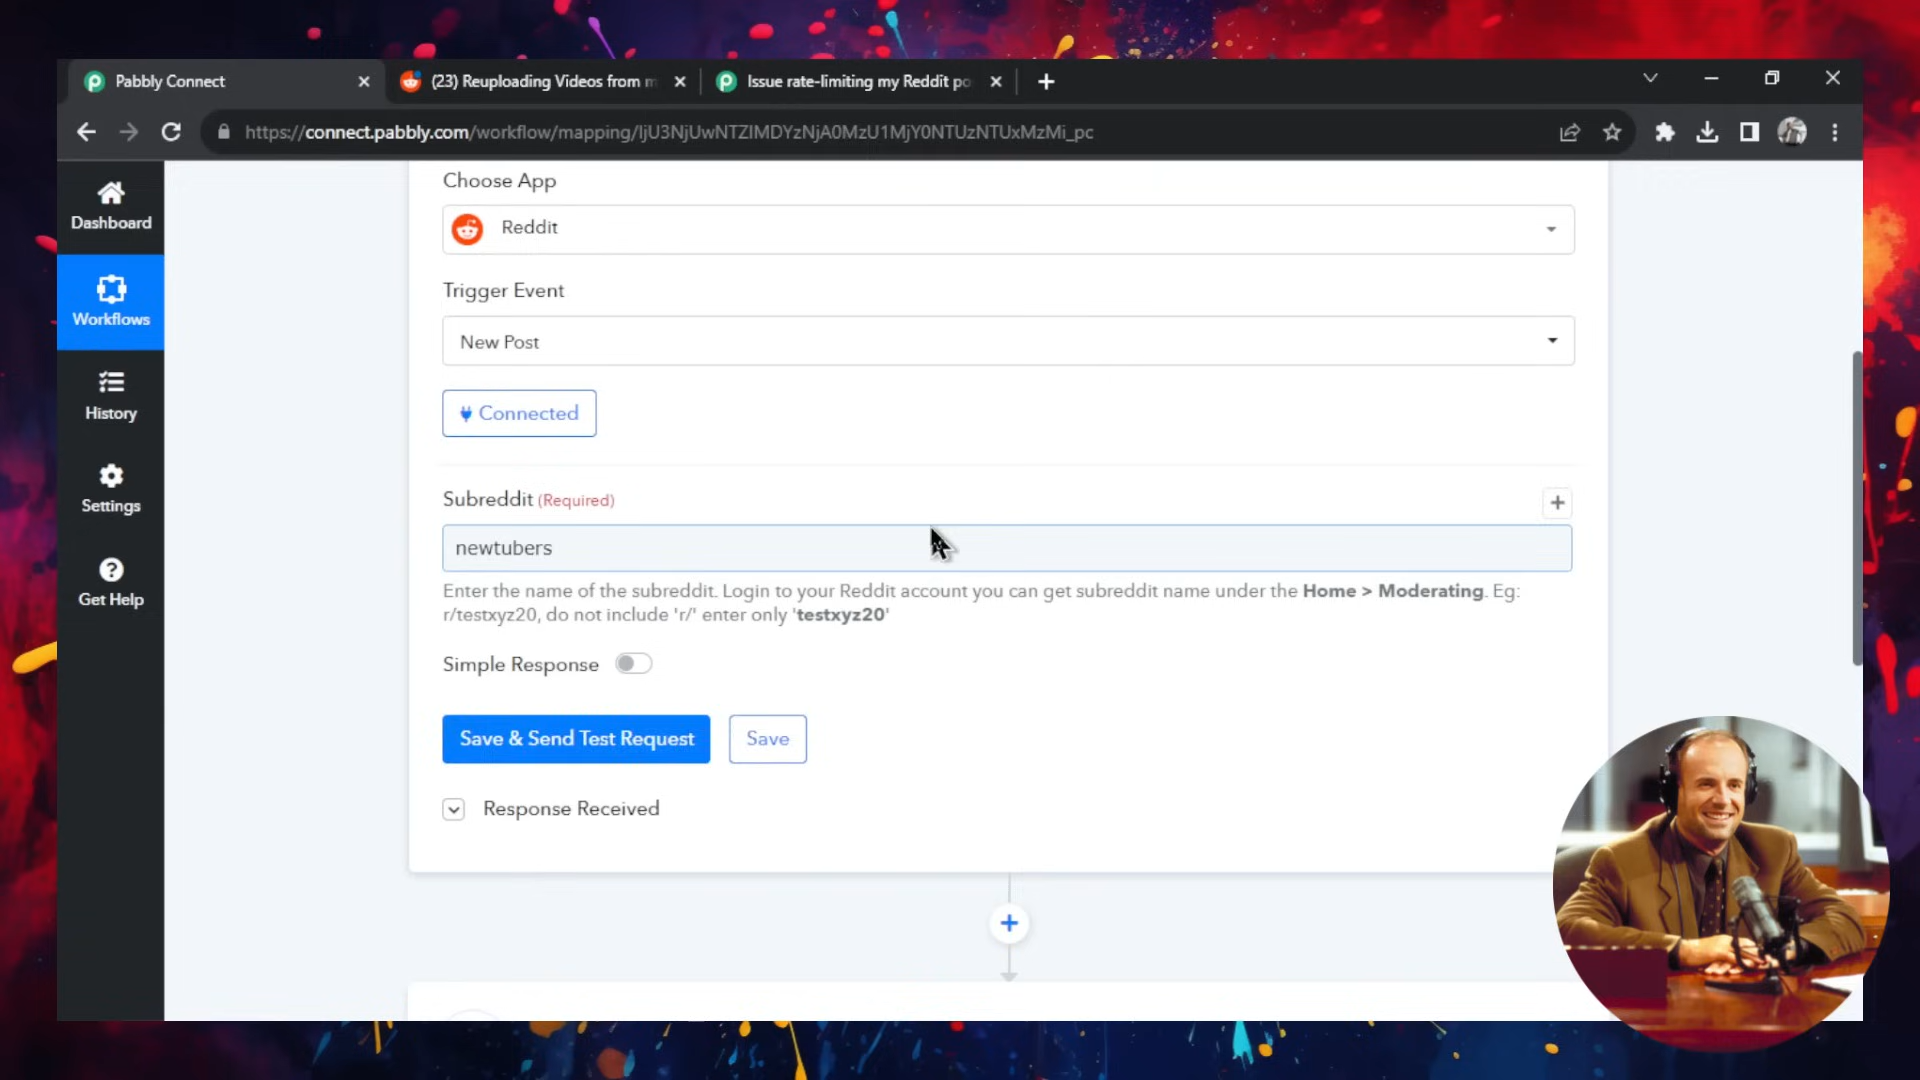 Pabbly Connect
(23) Reuploading Videos from m
Issue rate-limiting my Reddit po
https://connect.pabbly.com/workflow/mapping/IjU3NjUwNTZlMDYzNjA0MzU1MjY0NTUzNTUxMzMi_pc
Dashboard
Workflows
History
Settings
Get Help
Choose App
Reddit
Trigger Event
New Post
Connected
Subreddit (Required)
newtubers
Enter the name of the subreddit. Login to your Reddit account you can get subreddit name under the Home > Moderating. Eg:
r/testxyz20, do not include 'r/' enter only 'testxyz20'
Simple Response
Save & Send Test Request
Save
Response Received